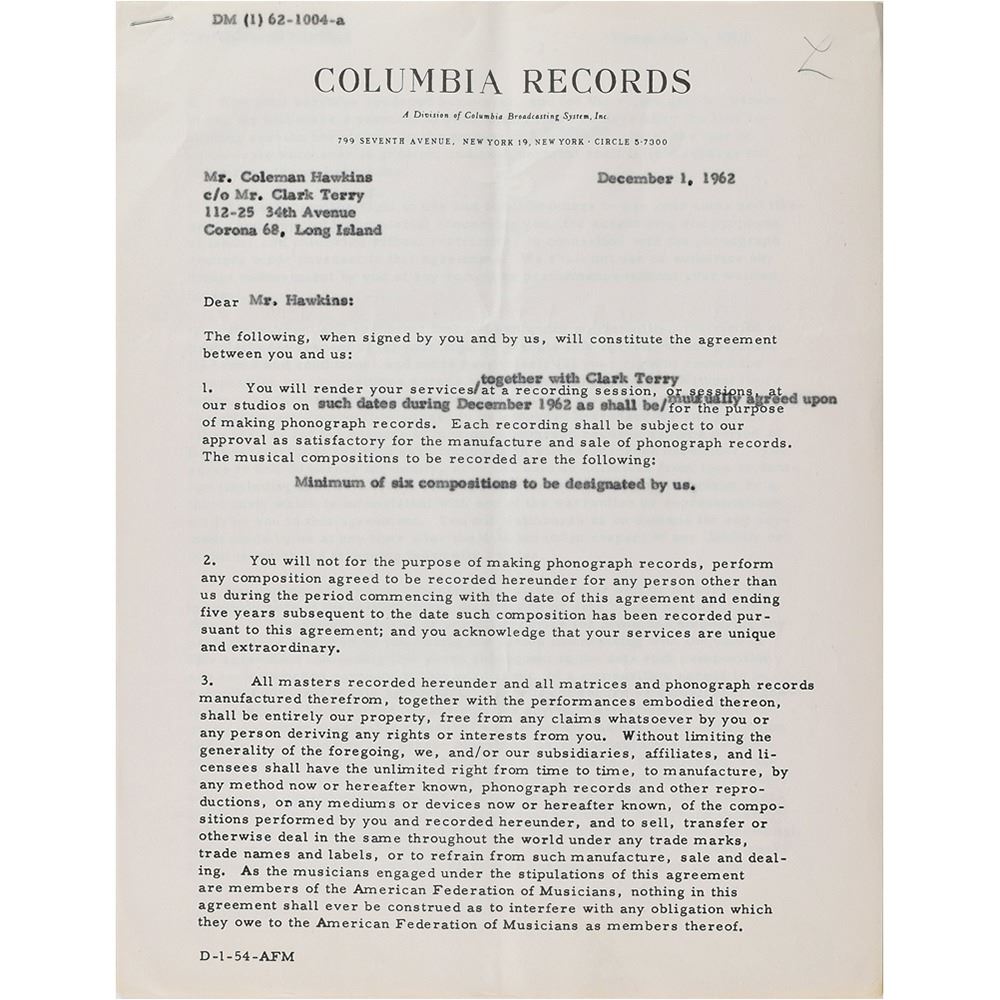 DM (1) 62-1004-a
COLUMBIA RECORDS
A Division of Columbia Broadcasting System, Inc.
799 SEVENTH AVENUE, NEW YORK 19, NEW YORK · CIRCLE 5-7300
Mr. Coleman Hawkins December 1, 1962
c/o Mr. Clark Terry
112-25 34th Avenue
Corona 68, Long Island
Dear Mr. Hawkins:
The following, when signed by you and by us, will constitute the agreement
between you and us:
together with Clark Terry
1. You will render your services/at a recording session, or sessions, at
mutually agreed upon
our studios on such dates during December 1962 as shall be/for the purpose
of making phonograph records. Each recording shall be subject to our
approval as satisfactory for the manufacture and sale of phonograph records.
The musical compositions to be recorded are the following:
Minimum of six compositions to be designated by us.
2. You will not for the purpose of making phonograph records, perform
any composition agreed to be recorded hereunder for any person other than
us during the period commencing with the date of this agreement and ending
five years subsequent to the date such composition has been recorded pur-
suant to this agreement; and you acknowledge that your services are unique
and extraordinary.
3. All masters recorded hereunder and all matrices and phonograph records
manufactured therefrom, together with the performances embodied thereon,
shall be entirely our property, free from any claims whatsoever by you or
any person deriving any rights or interests from you. Without limiting the
generality of the foregoing, we, and/or our subsidiaries, affiliates, and li-
censees shall have the unlimited right from time to time, to manufacture, by
any method now or hereafter known, phonograph records and other repro-
ductions, on any mediums or devices now or hereafter known, of the compo-
sitions performed by you and recorded hereunder, and to sell, transfer or
otherwise deal in the same throughout the world under any trade marks,
trade names and labels, or to refrain from such manufacture, sale and deal-
ing. As the musicians engaged under the stipulations of this agreement
are members of the American Federation of Musicians, nothing in this
agreement shall ever be construed as to interfere with any obligation which
they owe to the American Federation of Musicians as members thereof.
D-1-54-AFM